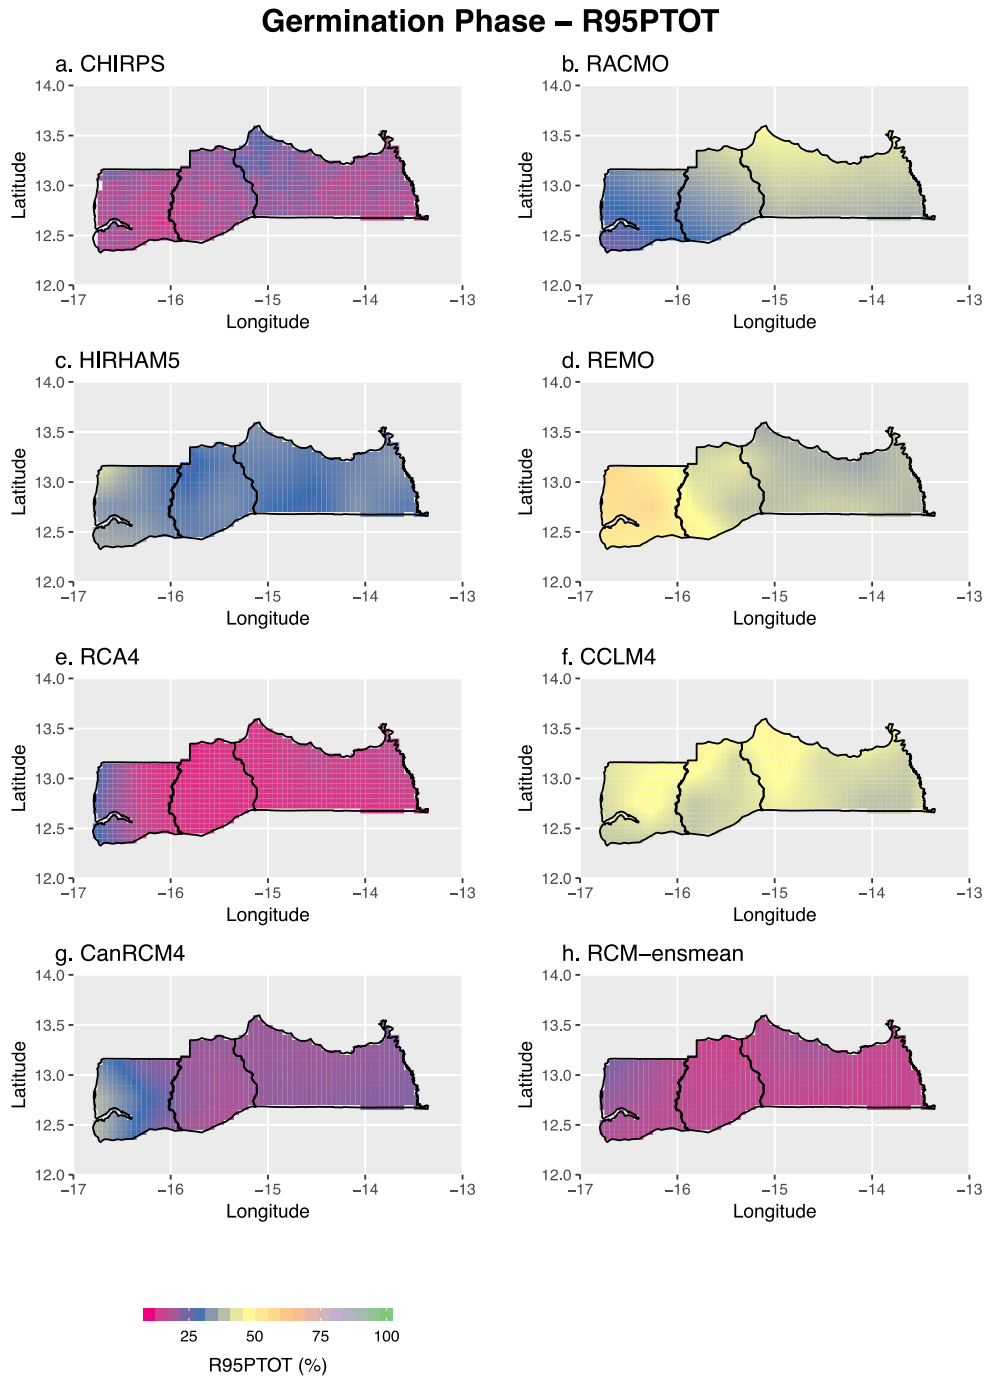 Germination Phase – R95PTOT
a. CHIRPS
b. RACMO
14.0
13.5
13.0
12.5
12.0
Latitude
−17 −16 −15 −14 −13
Longitude
14.0
13.5
13.0
12.5
12.0
Latitude
−17 −16 −15 −14 −13
Longitude
c. HIRHAM5
d. REMO
14.0
13.5
13.0
12.5
12.0
Latitude
−17 −16 −15 −14 −13
Longitude
14.0
13.5
13.0
12.5
12.0
Latitude
−17 −16 −15 −14 −13
Longitude
e. RCA4
f. CCLM4
14.0
13.5
13.0
12.5
12.0
Latitude
−17 −16 −15 −14 −13
Longitude
14.0
13.5
13.0
12.5
12.0
Latitude
−17 −16 −15 −14 −13
Longitude
g. CanRCM4
h. RCM−ensmean
14.0
13.5
13.0
12.5
12.0
Latitude
−17 −16 −15 −14 −13
Longitude
14.0
13.5
13.0
12.5
12.0
Latitude
−17 −16 −15 −14 −13
Longitude
25 50 75 100
R95PTOT (%)